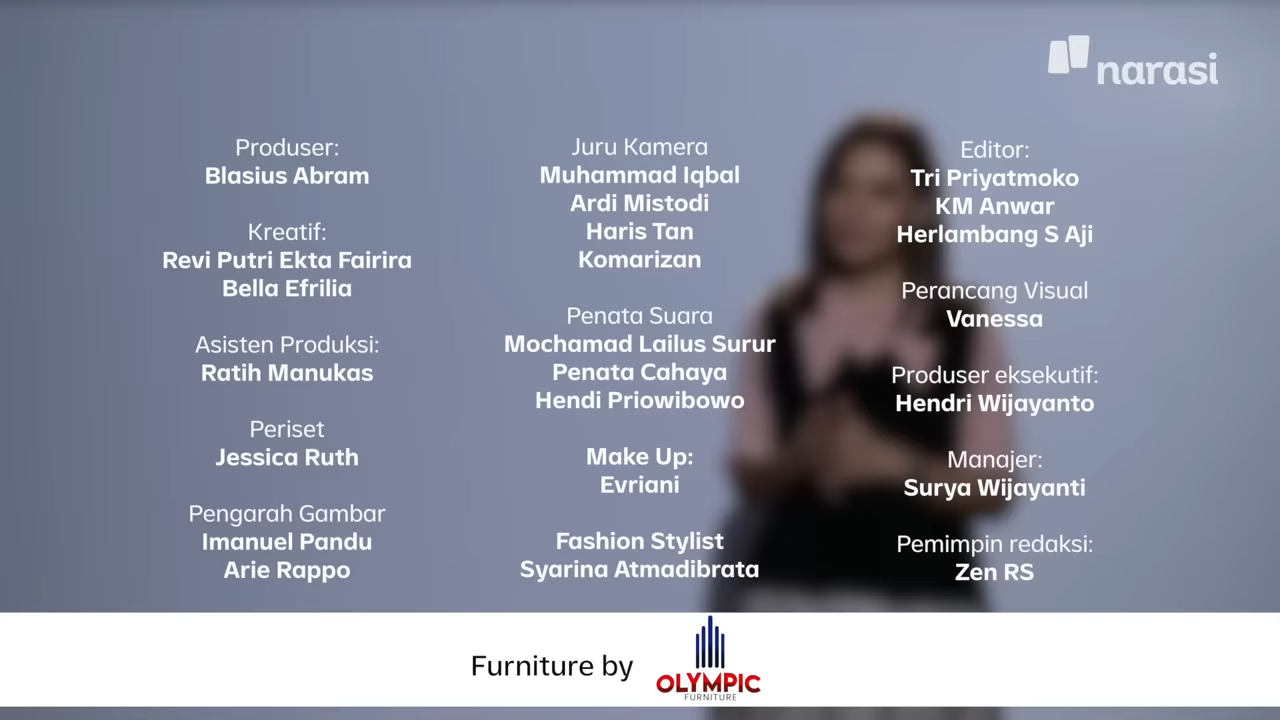 narasi
Produser:
Blasius Abram
Kreatif:
Revi Putri Ekta Fairira
Bella Efrilia
Asisten Produksi:
Ratih Manukas
Periset
Jessica Ruth
Pengarah Gambar
Imanuel Pandu
Arie Rappo
Juru Kamera
Muhammad Iqbal
Ardi Mistodi
Haris Tan
Komarizan
Penata Suara
Mochamad Lailus Surur
Penata Cahaya
Hendi Priowibowo
Make Up:
Evriani
Fashion Stylist
Syarina Atmadibrata
Editor:
Tri Priyatmoko
KM Anwar
Herlambang S Aji
Perancang Visual
Vanessa
Produser eksekutif:
Hendri Wijayanto
Manajer:
Surya Wijayanti
Pemimpin redaksi:
Zen RS
Furniture by
OLYMPIC
FURNITURE